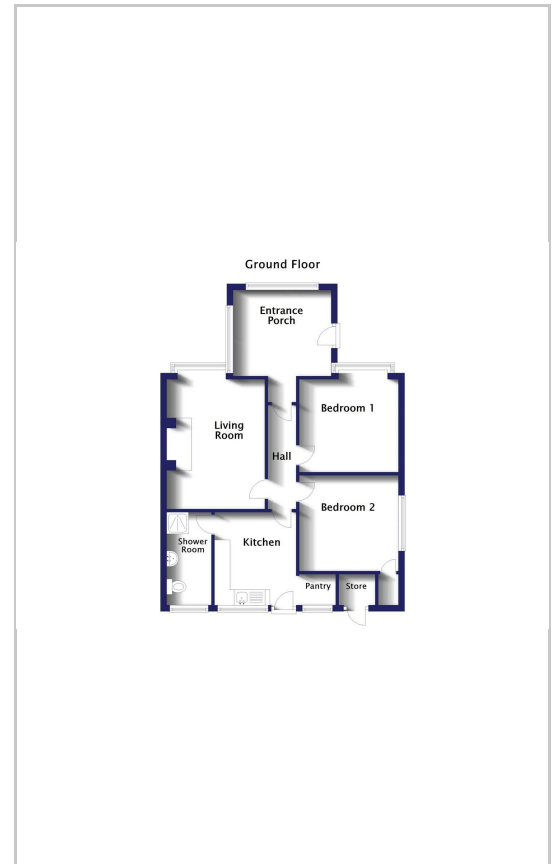 Ground Floor
Entrance
Porch
Living
Room
Bedroom 1
Hall
Bedroom 2
Shower
Room
Kitchen
Pantry
Store